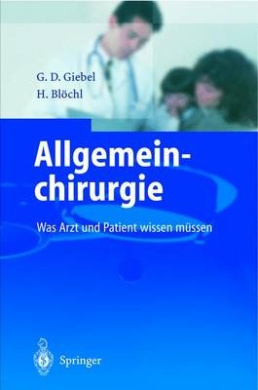 G. D. Giebel
H. Blöchl
Allgemein-
chirurgie
Was Arzt und Patient wissen müssen
Springer